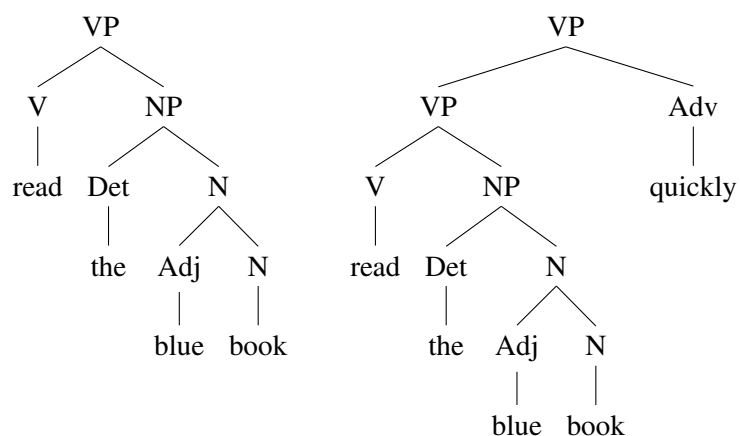 VP VP
V NP VP Adv
read Det N V NP quickly
the Adj N read Det N
blue book the Adj N
blue book